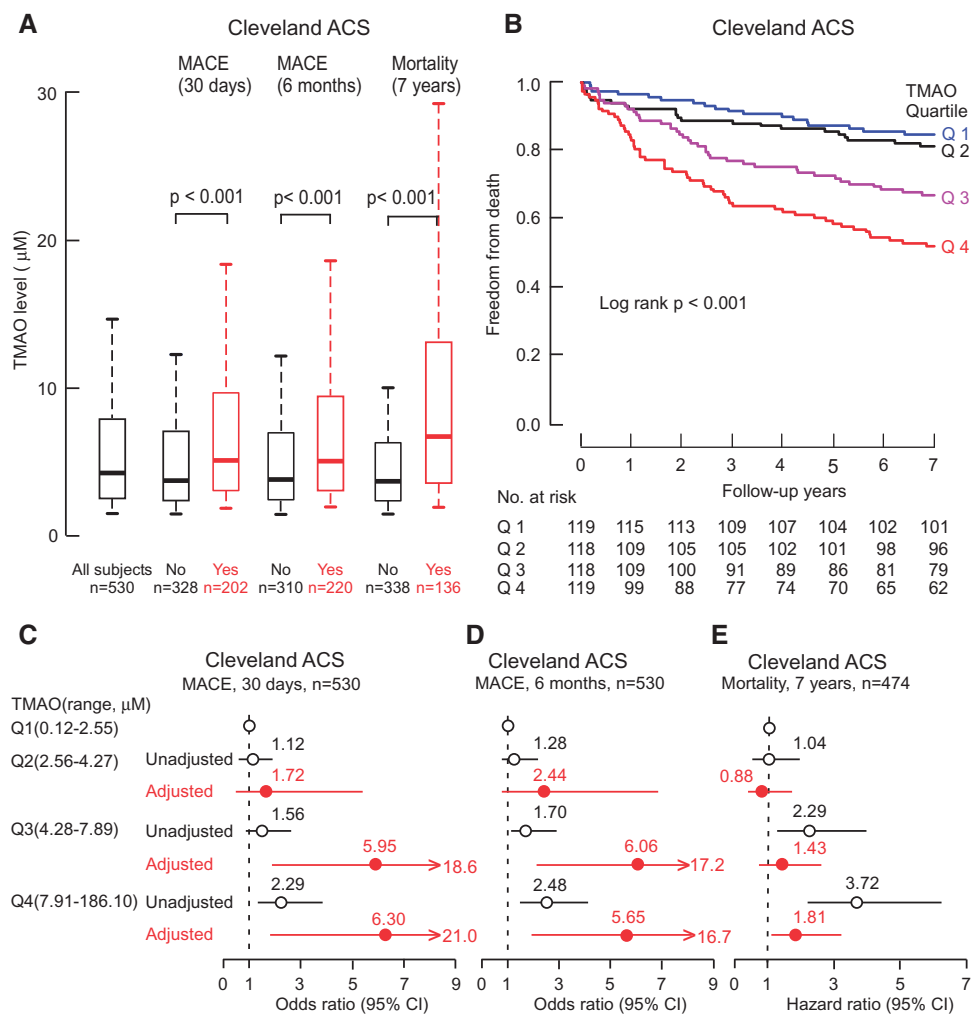 A
Cleveland ACS
MACE
(30 days)
MACE
(6 months)
Mortality
(7 years)
30
20
10
0
TMAO level ( μM)
p < 0.001
p < 0.001
p< 0.001
All subjects
n=530
No
n=328
Yes
n=202
No
n=310
Yes
n=220
No
n=338
Yes
n=136
B
Cleveland ACS
1.0
0.8
0.6
0.4
0.2
0.0
Freedom from death
TMAO
Quartile
Q 1
Q 2
Q 3
Q 4
Log rank p < 0.001
0 1 2 3 4 5 6 7
Follow-up years
No. at risk
Q 1 119 115 113 109 107 104 102 101
Q 2 118 109 105 105 102 101 98 96
Q 3 118 109 100 91 89 86 81 79
Q 4 119 99 88 77 74 70 65 62
C
Cleveland ACS
MACE, 30 days, n=530
TMAO(range, μM)
Q1(0.12-2.55)
Q2(2.56-4.27) Unadjusted 1.12
Adjusted 1.72
Q3(4.28-7.89) Unadjusted 1.56
Adjusted 5.95 18.6
Q4(7.91-186.10) Unadjusted 2.29
Adjusted 6.30 21.0
0 1 3 5 7 9
Odds ratio (95% CI)
D
Cleveland ACS
MACE, 6 months, n=530
1.28
2.44
1.70
6.06 17.2
2.48
5.65 16.7
0 1 3 5 7 9
Odds ratio (95% CI)
E
Cleveland ACS
Mortality, 7 years, n=474
1.04
0.88
2.29
1.43
3.72
1.81
0 1 3 5 7
Hazard ratio (95% CI)